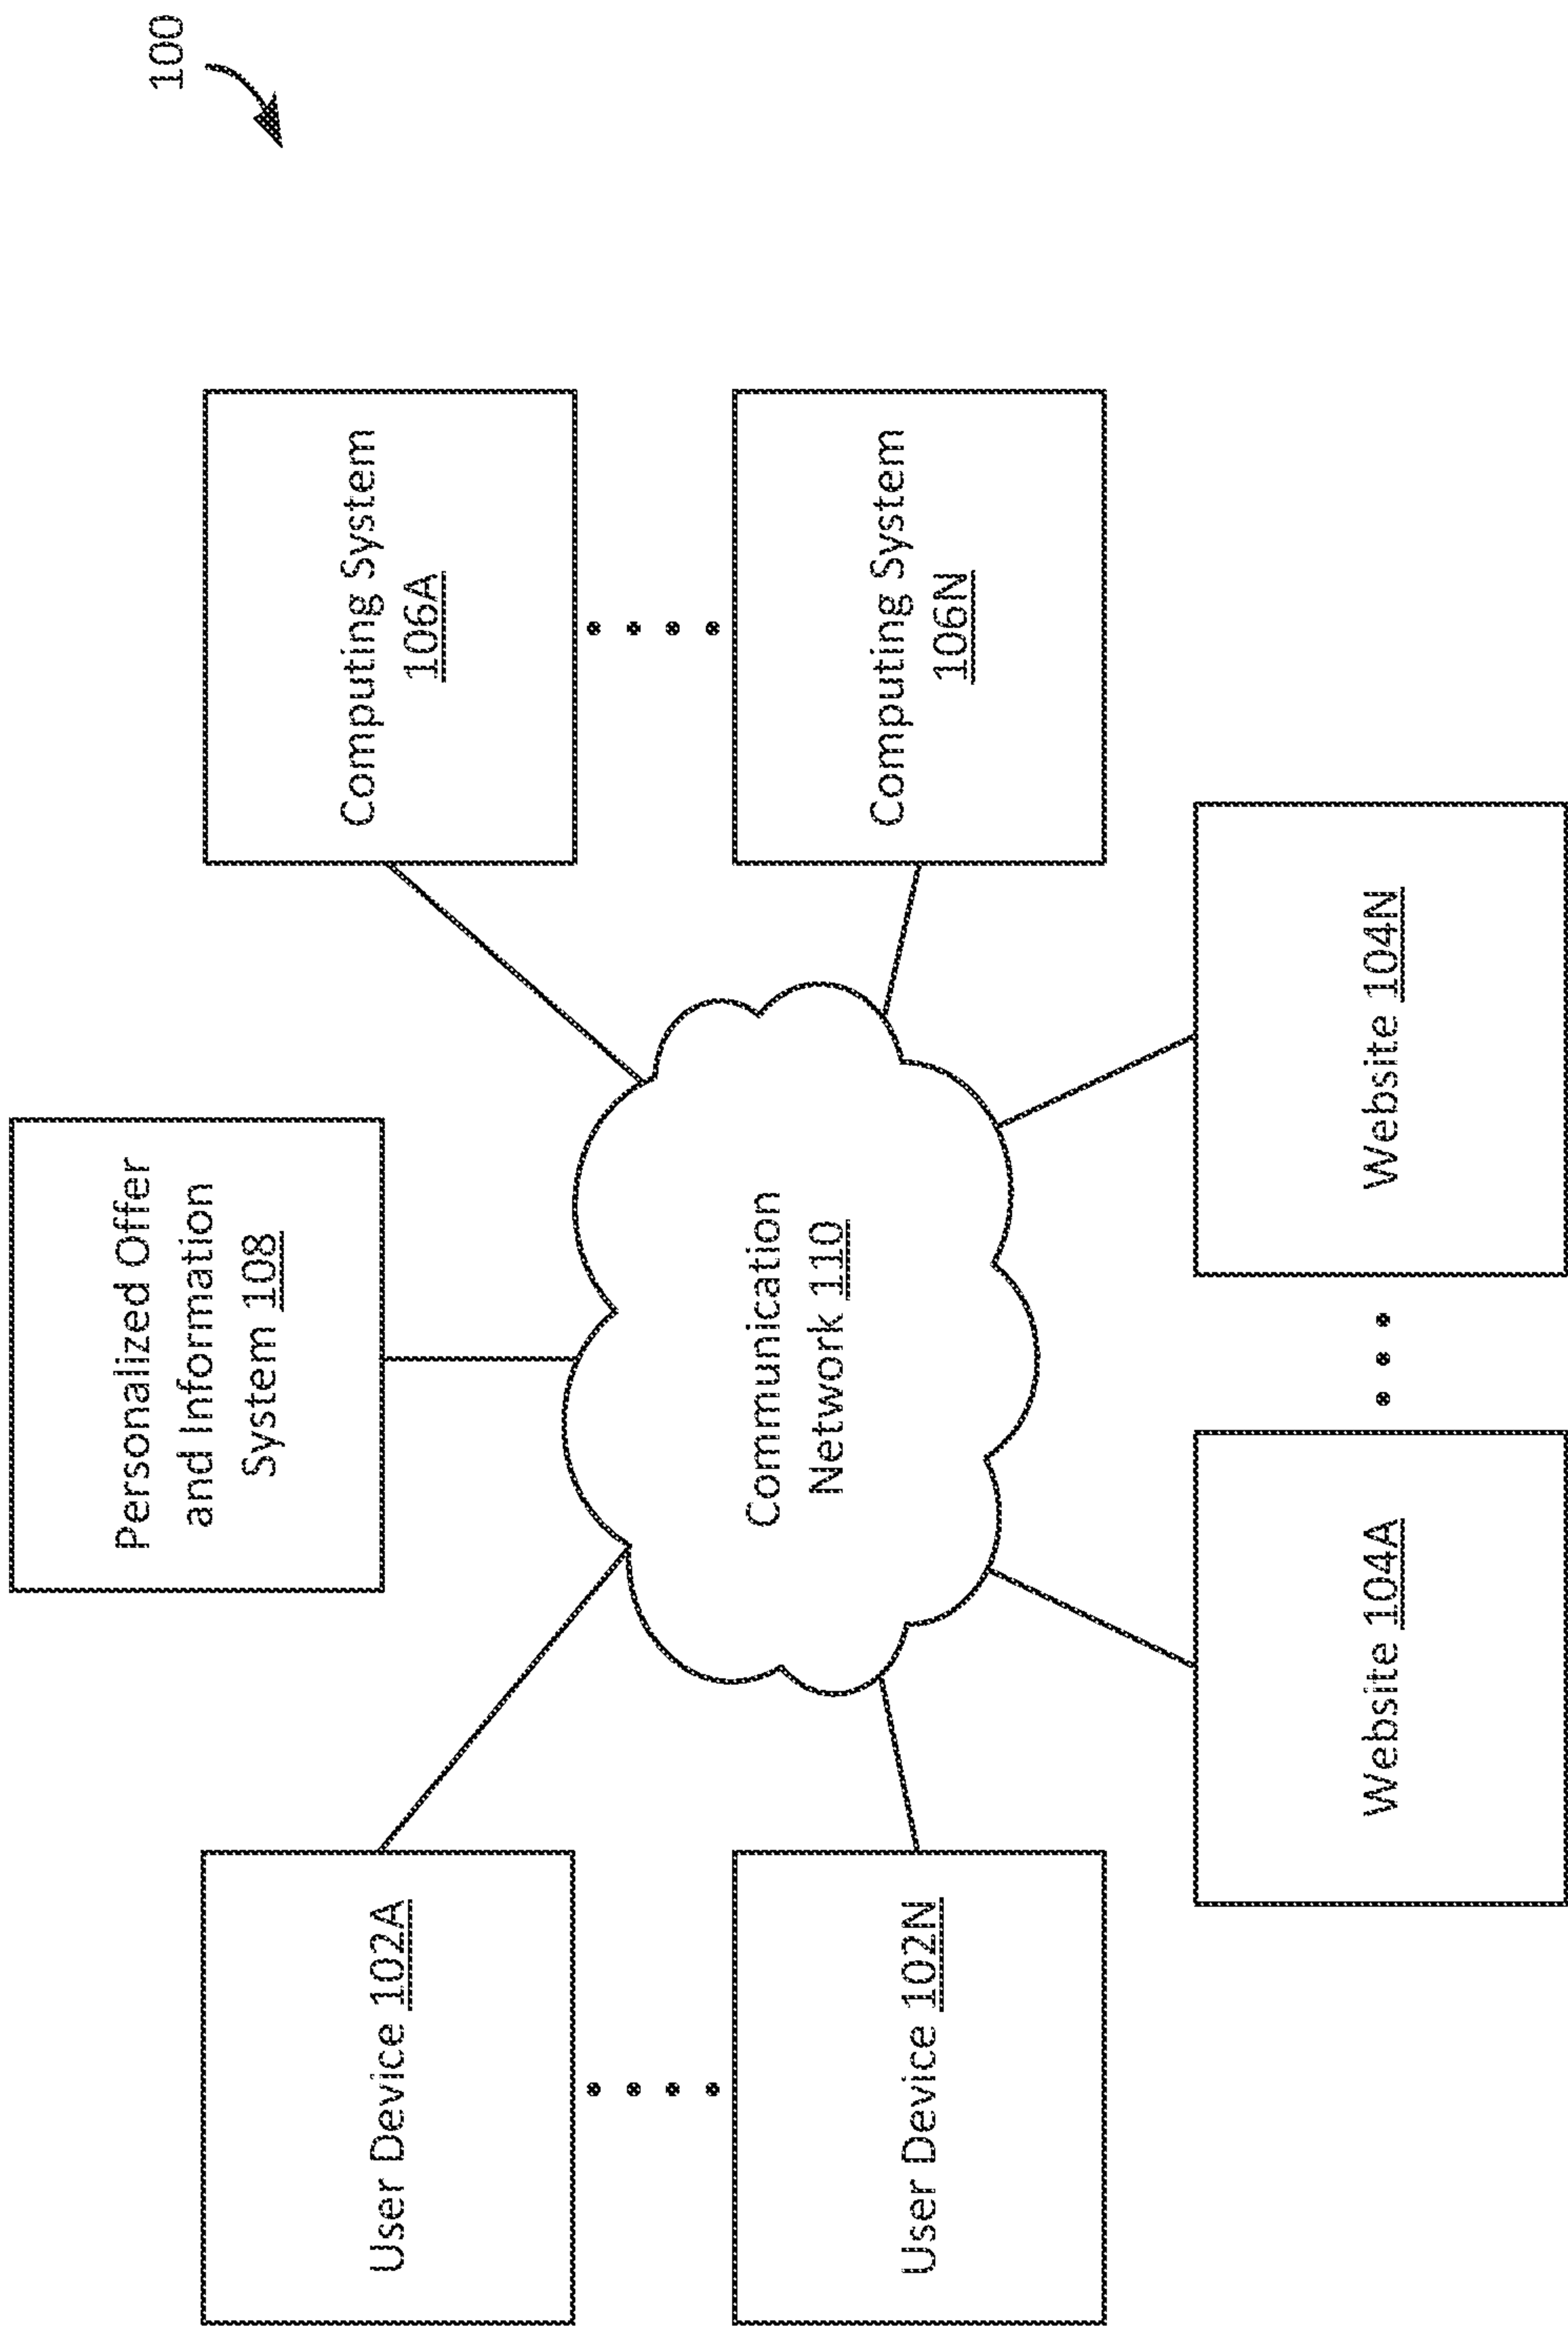 100
Personalized Offer
and Information
System 108
User Device 102A
Computing System
106A
Communication
Network 110
User Device 102N
Computing System
106N
Website 104A
Website 104N